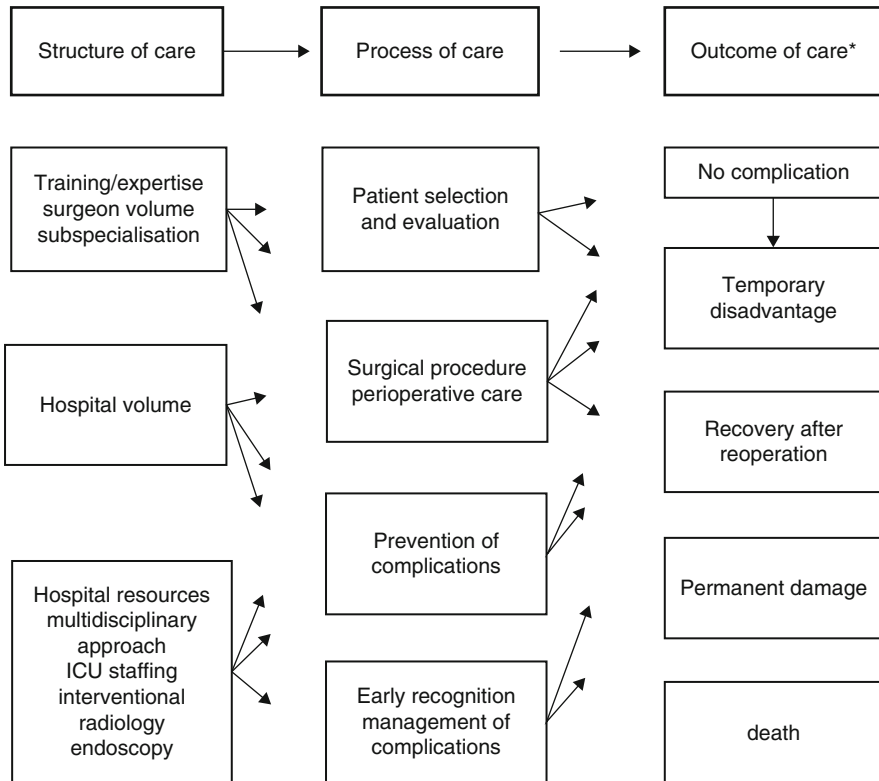 Structure of care
Process of care
Outcome of care*
Training/expertise
surgeon volume
subspecialisation
Hospital volume
Hospital resources
multidisciplinary
approach
ICU staffing
interventional
radiology
endoscopy
Patient selection
and evaluation
Surgical procedure
perioperative care
Prevention of
complications
Early recognition
management of
complications
No complication
Temporary
disadvantage
Recovery after
reoperation
Permanent damage
death